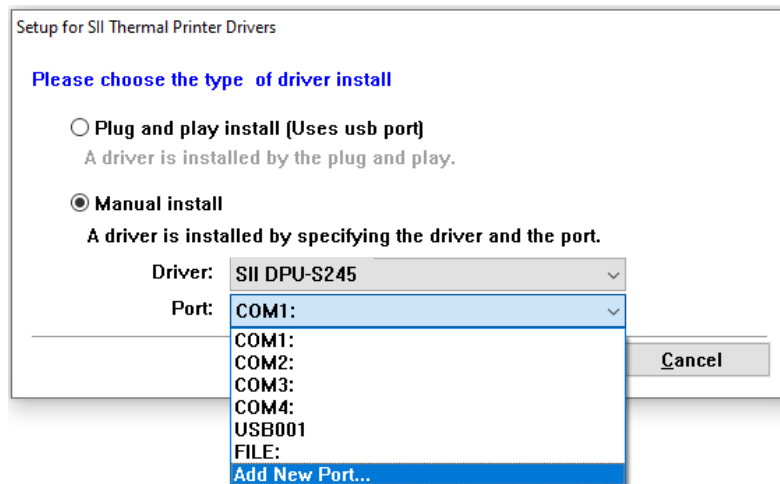 Setup for SII Thermal Printer Drivers
Please choose the type of driver install
Plug and play install (Uses usb port)
A driver is installed by the plug and play.
Manual install
A driver is installed by specifying the driver and the port.
Driver: SII DPU-S245
Port: COM1:
COM1:
COM2:
COM3:
COM4:
USB001
FILE:
Add New Port...
Cancel